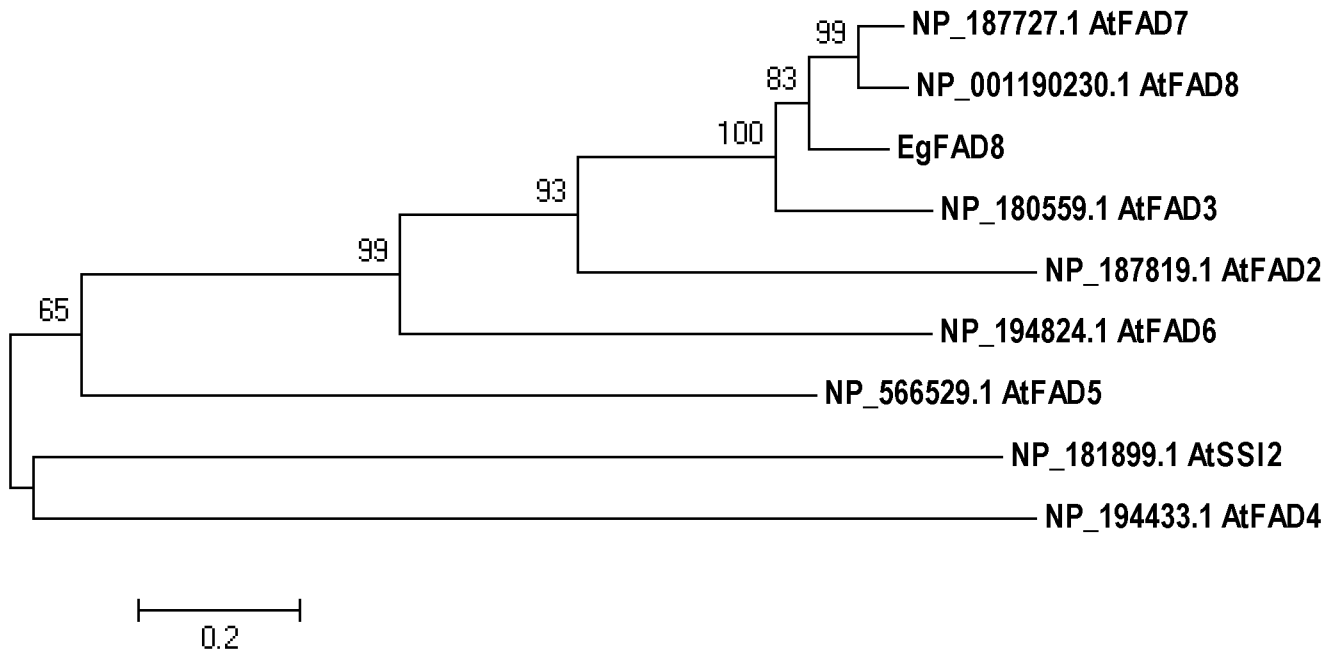 NP_187727.1 AtFAD7
99
NP_001190230.1 AtFAD8
83
100
EgFAD8
93
NP_180559.1 AtFAD3
99
NP_187819.1 AtFAD2
65
NP_194824.1 AtFAD6
NP_566529.1 AtFAD5
NP_181899.1 AtSSI2
NP_194433.1 AtFAD4
0.2